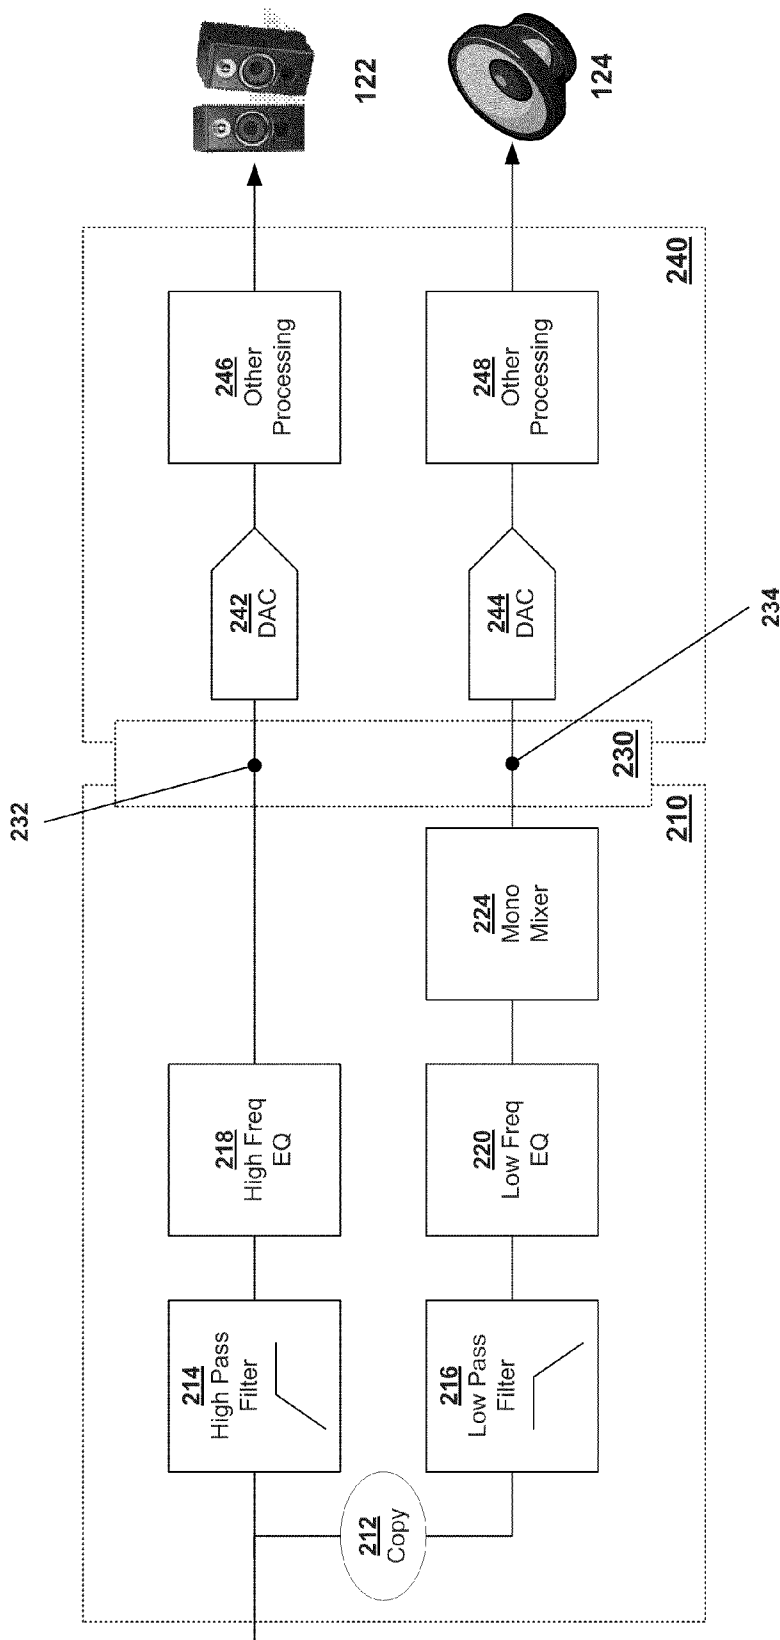 212
Copy
214
High Pass
Filter
218
High Freq
EQ
232
242
DAC
246
Other
Processing
122
216
Low Pass
Filter
220
Low Freq
EQ
224
Mono
Mixer
234
244
DAC
248
Other
Processing
124
210
230
240